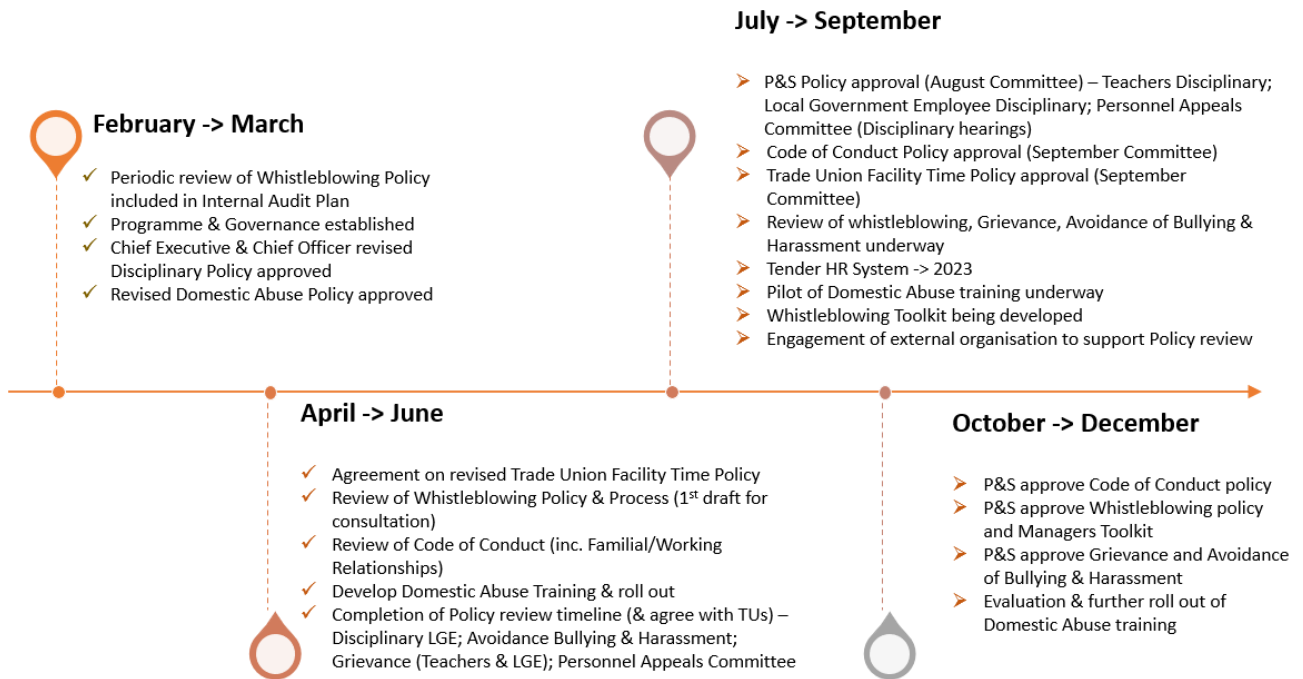 February -> March
✓ Periodic review of Whistleblowing Policy
included in Internal Audit Plan
✓ Programme & Governance established
✓ Chief Executive & Chief Officer revised
Disciplinary Policy approved
✓ Revised Domestic Abuse Policy approved
April -> June
✓ Agreement on revised Trade Union Facility Time Policy
✓ Review of Whistleblowing Policy & Process (1st draft for
consultation)
✓ Review of Code of Conduct (inc. Familial/Working
Relationships)
✓ Develop Domestic Abuse Training & roll out
✓ Completion of Policy review timeline (& agree with TUs) –
Disciplinary LGE; Avoidance Bullying & Harassment;
Grievance (Teachers & LGE); Personnel Appeals Committee
July -> September
➤ P&S Policy approval (August Committee) – Teachers Disciplinary;
Local Government Employee Disciplinary; Personnel Appeals
Committee (Disciplinary hearings)
➤ Code of Conduct Policy approval (September Committee)
➤ Trade Union Facility Time Policy approval (September
Committee)
➤ Review of whistleblowing, Grievance, Avoidance of Bullying &
Harassment underway
➤ Tender HR System -> 2023
➤ Pilot of Domestic Abuse training underway
➤ Whistleblowing Toolkit being developed
➤ Engagement of external organisation to support Policy review
October -> December
➤ P&S approve Code of Conduct policy
➤ P&S approve Whistleblowing policy
and Managers Toolkit
➤ P&S approve Grievance and Avoidance
of Bullying & Harassment
➤ Evaluation & further roll out of
Domestic Abuse training